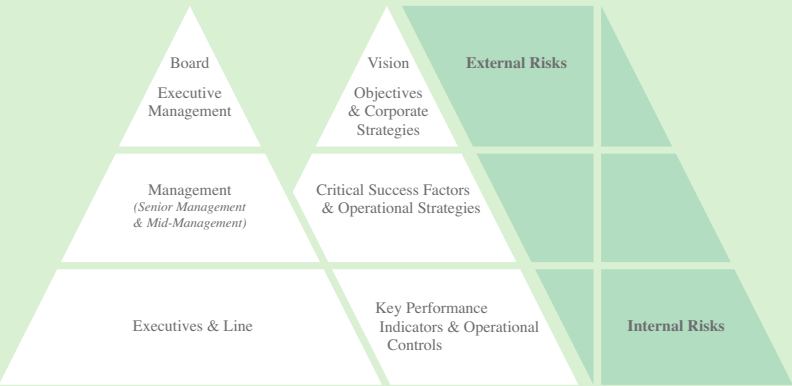 Board
Executive
Management
Vision
Objectives
& Corporate
Strategies
External Risks
Management
(Senior Management
& Mid-Management)
Critical Success Factors
& Operational Strategies
Executives & Line
Key Performance
Indicators & Operational
Controls
Internal Risks